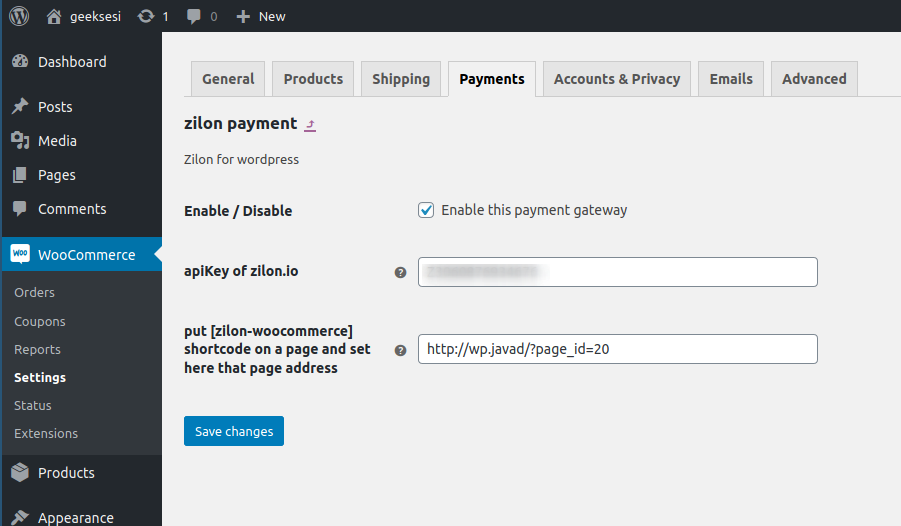 geeksesi 1 0 New
Dashboard
Posts
Media
Pages
Comments
WOO WooCommerce
Orders
Coupons
Reports
Settings
Status
Extensions
Products
Appearance
General Products Shipping Payments Accounts & Privacy Emails Advanced
zilon payment
Zilon for wordpress
Enable / Disable Enable this payment gateway
apiKey of zilon.io ?
put [zilon-woocommerce]
shortcode on a page and set
here that page address
? http://wp.javad/?page_id=20
Save changes